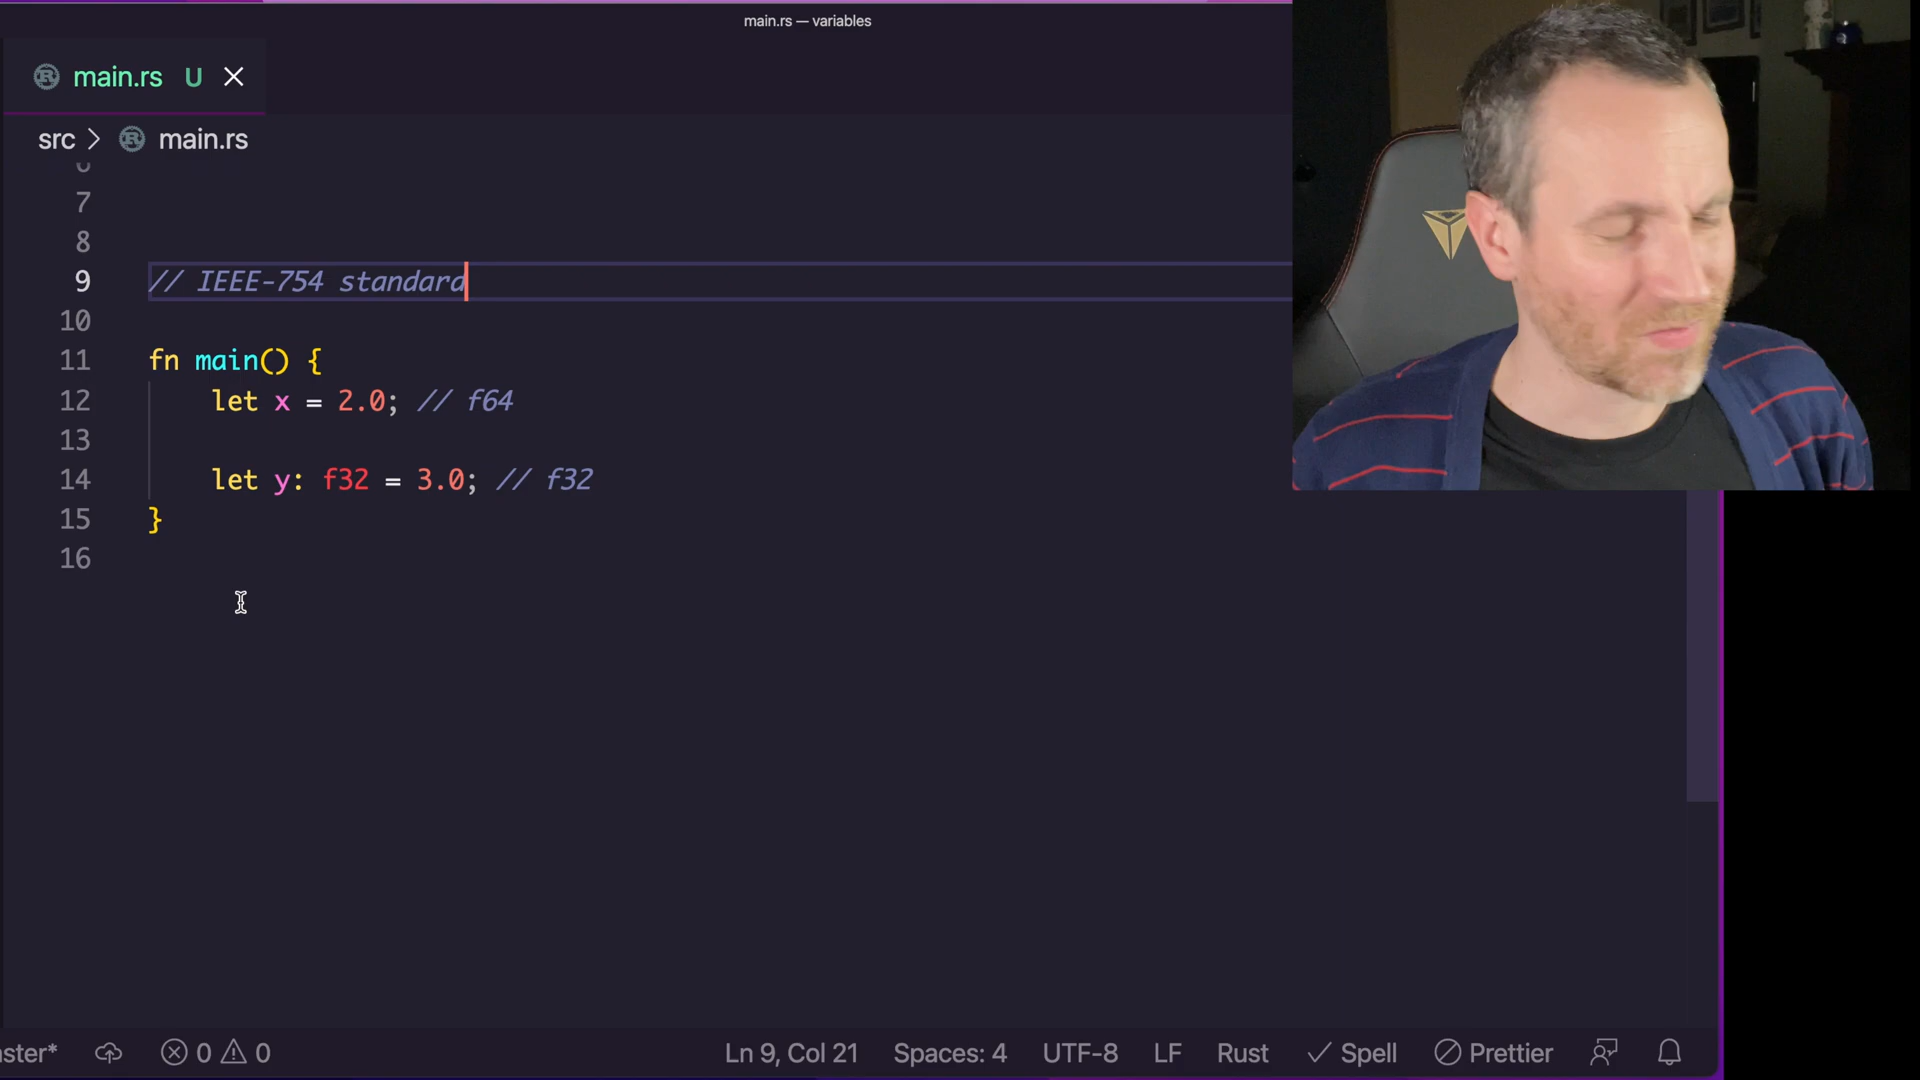 main.rs — variables
main.rs U
src > main.rs
6
7
8
9 // IEEE-754 standard
10
11 fn main() {
12 let x = 2.0; // f64
13
14 let y: f32 = 3.0; // f32
15 }
16
ster* 0 0 Ln 9, Col 21 Spaces: 4 UTF-8 LF Rust Spell Prettier